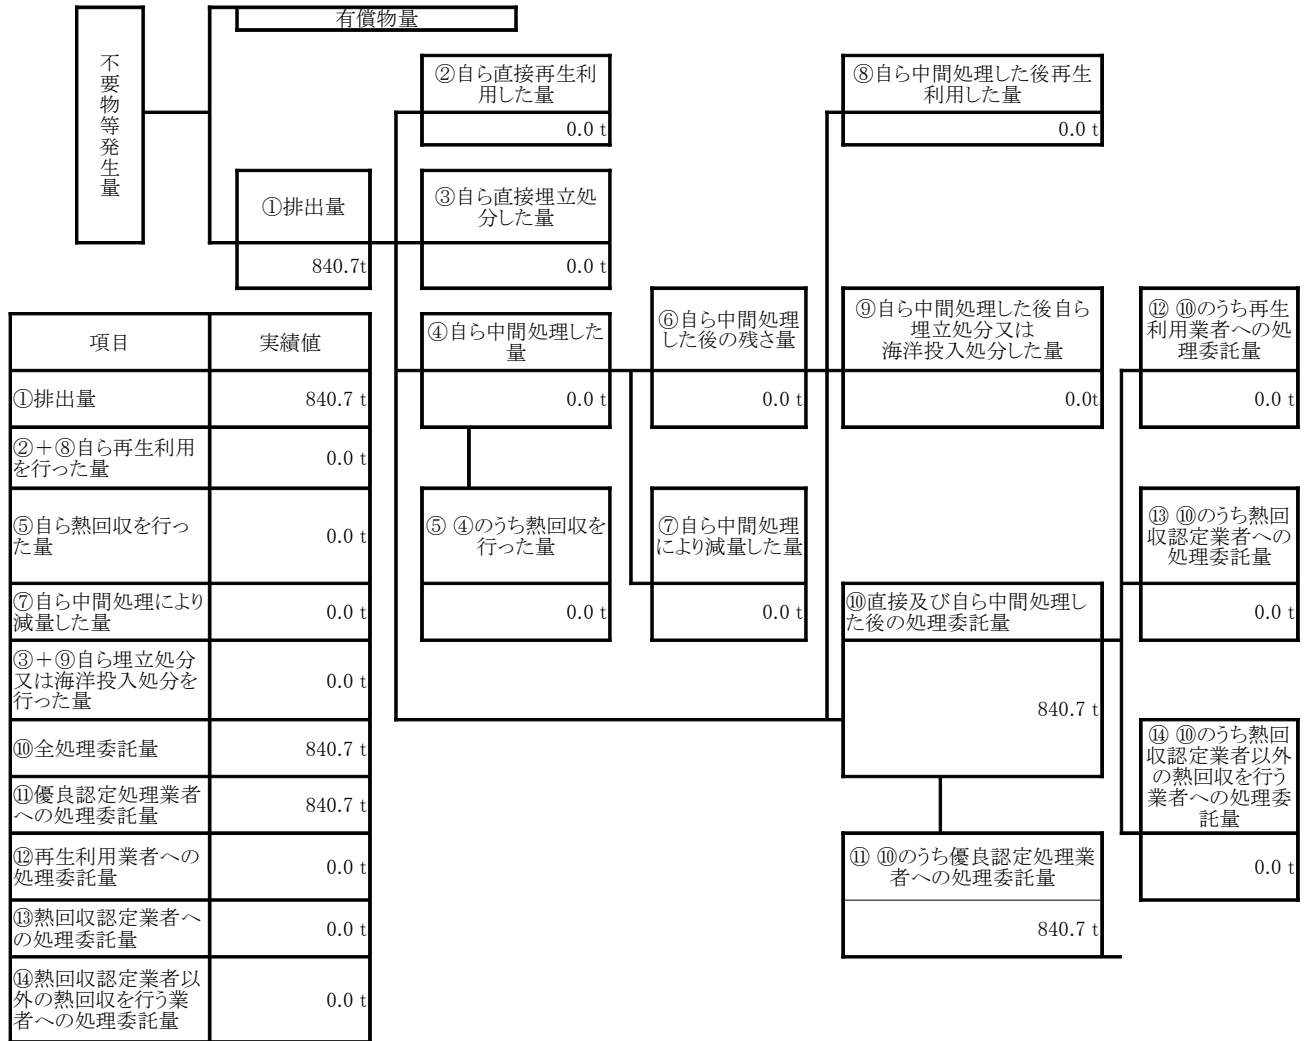 有償物量
不要物等発生量
②自ら直接再生利
用した量
0.0 t
⑧自ら中間処理した後再生
利用した量
0.0 t
①排出量
840.7t
③自ら直接埋立処
分した量
0.0 t
④自ら中間処理した
量
0.0 t
⑥自ら中間処理
した後の残さ量
0.0 t
⑨自ら中間処理した後自ら
埋立処分又は
海洋投入処分した量
0.0t
⑫ ⑩のうち再生
利用業者への処
理委託量
0.0 t
⑤ ④のうち熱回収を
行った量
0.0 t
⑦自ら中間処理
により減量した量
0.0 t
⑬ ⑩のうち熱回
収認定業者への
処理委託量
0.0 t
⑩直接及び自ら中間処理し
た後の処理委託量
840.7 t
⑭ ⑩のうち熱回
収認定業者以外
の熱回収を行う
業者への処理委
託量
0.0 t
⑪ ⑩のうち優良認定処理業
者への処理委託量
840.7 t
項目 実績値
①排出量 840.7 t
②＋⑧自ら再生利用
を行った量 0.0 t
⑤自ら熱回収を行っ
た量 0.0 t
⑦自ら中間処理により
減量した量 0.0 t
③＋⑨自ら埋立処分
又は海洋投入処分を
行った量 0.0 t
⑩全処理委託量 840.7 t
⑪優良認定処理業者
への処理委託量 840.7 t
⑫再生利用業者への
処理委託量 0.0 t
⑬熱回収認定業者へ
の処理委託量 0.0 t
⑭熱回収認定業者以
外の熱回収を行う業
者への処理委託量 0.0 t